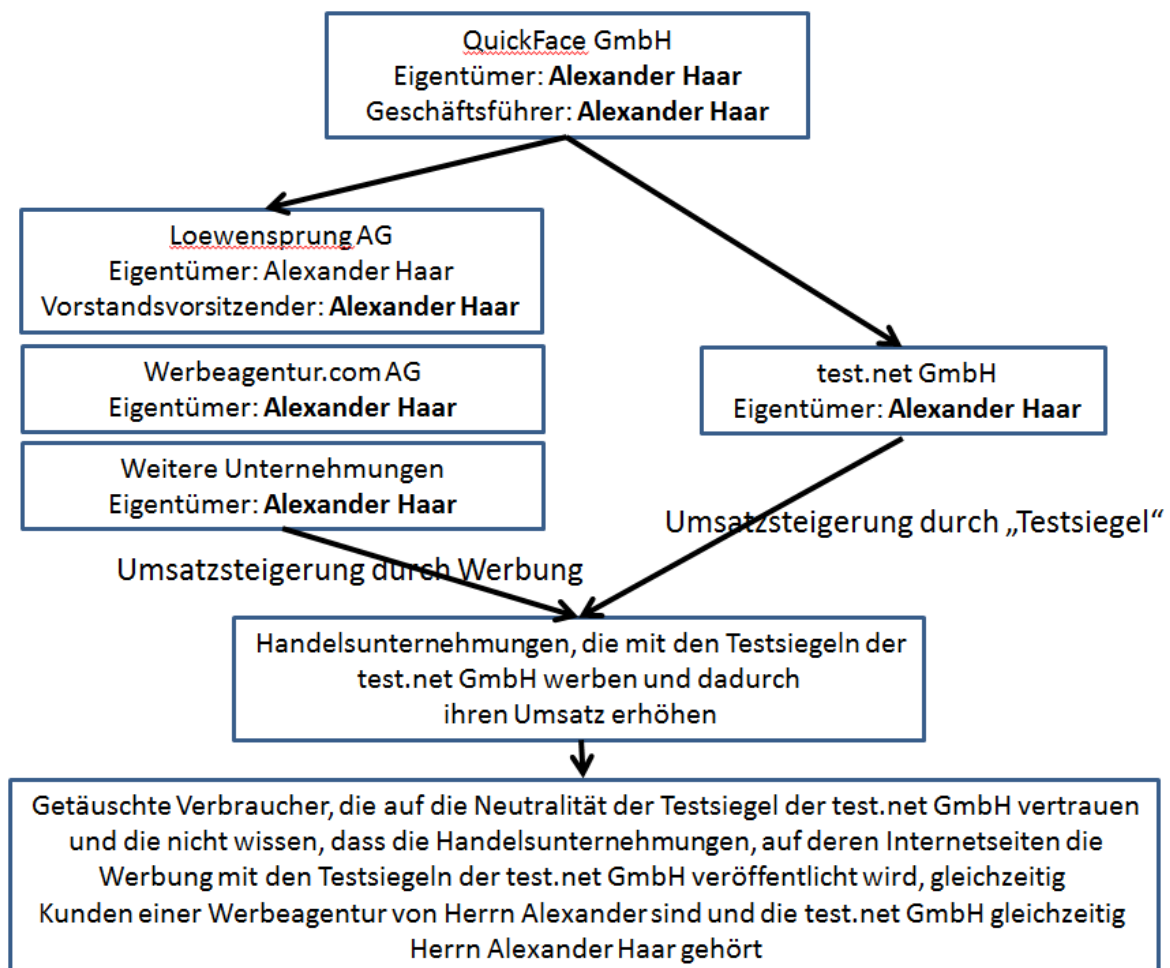 QuickFace GmbH
Eigentümer: Alexander Haar
Geschäftsführer: Alexander Haar
Loewensprung AG
Eigentümer: Alexander Haar
Vorstandsvorsitzender: Alexander Haar
Werbeagentur.com AG
Eigentümer: Alexander Haar
Weitere Unternehmungen
Eigentümer: Alexander Haar
test.net GmbH
Eigentümer: Alexander Haar
Umsatzsteigerung durch „Testsiegel“
Umsatzsteigerung durch Werbung
Handelsunternehmungen, die mit den Testsiegeln der
test.net GmbH werben und dadurch
ihren Umsatz erhöhen
Getäuschte Verbraucher, die auf die Neutralität der Testsiegel der test.net GmbH vertrauen
und die nicht wissen, dass die Handelsunternehmungen, auf deren Internetseiten die
Werbung mit den Testsiegeln der test.net GmbH veröffentlicht wird, gleichzeitig
Kunden einer Werbeagentur von Herrn Alexander sind und die test.net GmbH gleichzeitig
Herrn Alexander Haar gehört